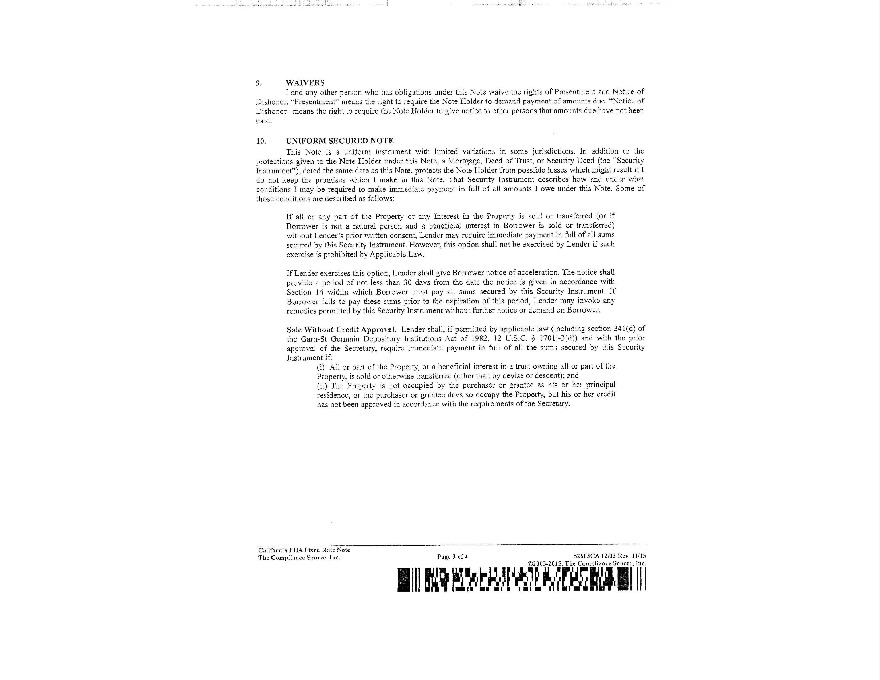 9. WAIVERS
I and any other person who has obligations under this Note waive the rights of Presentment and Notice of
Dishonor. "Presentment" means the right to require the Note Holder to demand payment of amounts due. "Notice of
Dishonor" means the right to require the Note Holder to give notice to other persons that amounts due have not been
paid.
10. UNIFORM SECURED NOTE
This Note is a uniform instrument with limited variations in some jurisdictions. In addition to the
protections given to the Note Holder under this Note, a Mortgage, Deed of Trust, or Security Deed (the "Security
Instrument"), dated the same date as this Note, protects the Note Holder from possible losses which might result if I
do not keep the promises which I make in this Note. That Security Instrument describes how and under what
conditions I may be required to make immediate payment in full of all amounts I owe under this Note. Some of
those conditions are described as follows:
If all or any part of the Property or any Interest in the Property is sold or transferred (or if
Borrower is not a natural person and a beneficial interest in Borrower is sold or transferred)
without Lender's prior written consent, Lender may require immediate payment in full of all sums
secured by this Security Instrument. However, this option shall not be exercised by Lender if such
exercise is prohibited by Applicable Law.
If Lender exercises this option, Lender shall give Borrower notice of acceleration. The notice shall
provide a period of not less than 30 days from the date the notice is given in accordance with
Section 14 within which Borrower must pay all sums secured by this Security Instrument. If
Borrower fails to pay these sums prior to the expiration of this period, Lender may invoke any
remedies permitted by this Security Instrument without further notice or demand on Borrower.
Sale Without Credit Approval. Lender shall, if permitted by applicable law (including section 341(d) of
the Garn-St Germain Depository Institutions Act of 1982, 12 U.S.C. § 1701j-3(d)) and with the prior
approval of the Secretary, require immediate payment in full of all the sums secured by this Security
Instrument if:
(i) All or part of the Property, or a beneficial interest in a trust owning all or part of the
Property, is sold or otherwise transferred (other than by devise or descent); and
(ii) The Property is not occupied by the purchaser or grantee as his or her principal
residence, or the purchaser or grantee does so occupy the Property, but his or her credit
has not been approved in accordance with the requirements of the Secretary.
California FHA Fixed Rate Note
The Compliance Source, Inc.
Page 3 of 4
12/13 Rev. 11/15
©2013-2015, The Compliance Source, Inc.